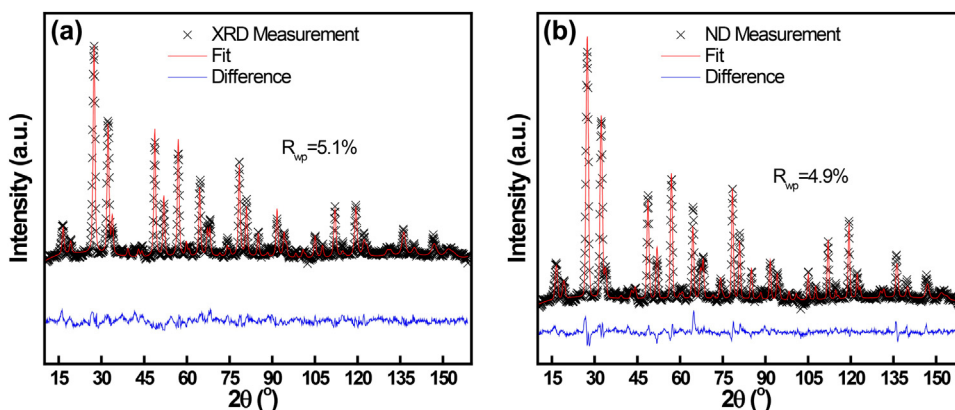 (a)
× XRD Measurement
Fit
Difference
Rwp=5.1%
Intensity (a.u.)
15 30 45 60 75 90 105 120 135 150
2θ (°)
(b)
× ND Measurement
Fit
Difference
Rwp=4.9%
Intensity (a.u.)
15 30 45 60 75 90 105 120 135 150
2θ (°)